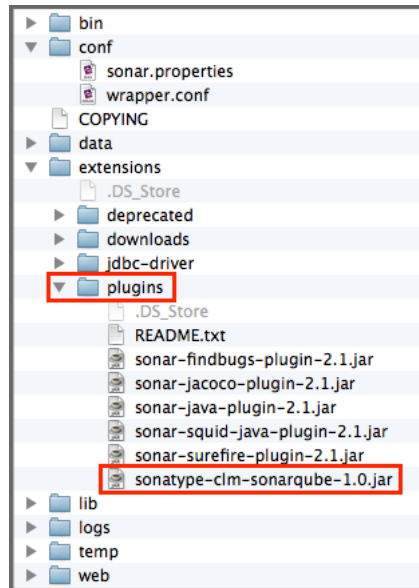 bin
conf
sonar.properties
wrapper.conf
COPYING
data
extensions
.DS_Store
deprecated
downloads
jdbc-driver
plugins
.DS_Store
README.txt
sonar-findbugs-plugin-2.1.jar
sonar-jacoco-plugin-2.1.jar
sonar-java-plugin-2.1.jar
sonar-squid-java-plugin-2.1.jar
sonar-surefire-plugin-2.1.jar
sonatype-clm-sonarqube-1.0.jar
lib
logs
temp
web